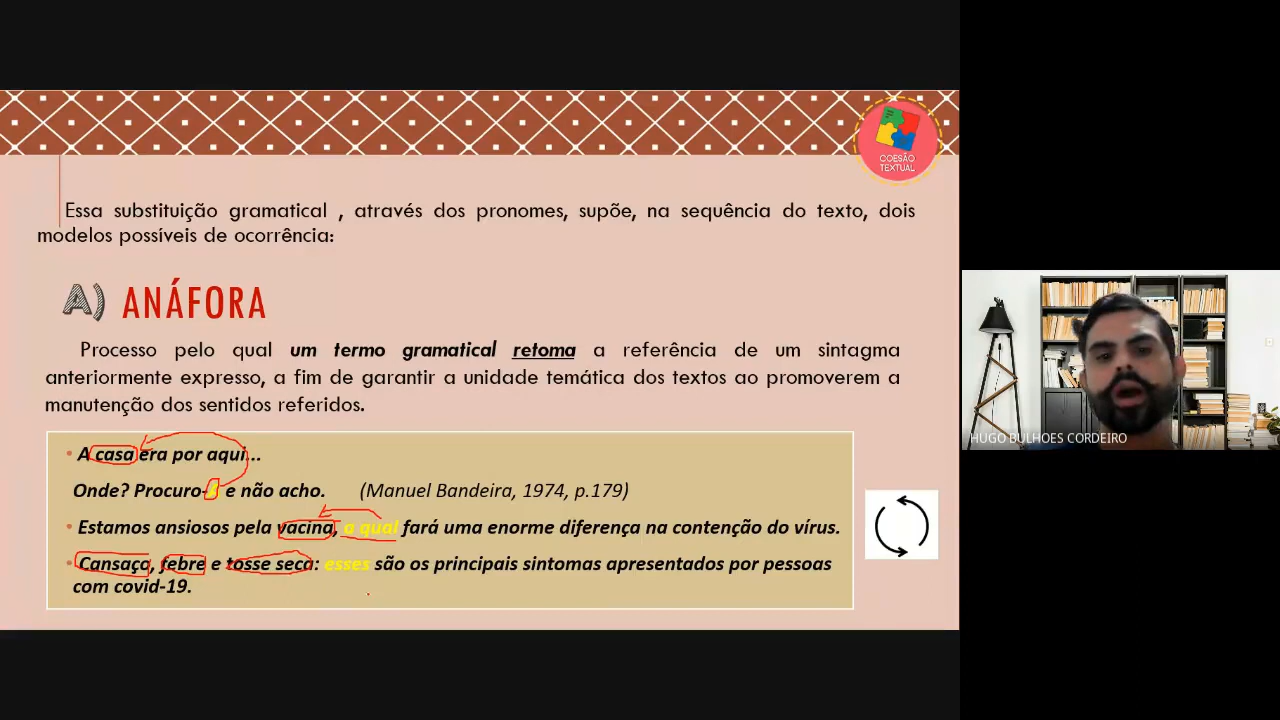 COESÃO
TEXTUAL
Essa substituição gramatical , através dos pronomes, supõe, na sequência do texto, dois
modelos possíveis de ocorrência:
A) ANÁFORA
Processo pelo qual um termo gramatical retoma a referência de um sintagma
anteriormente expresso, a fim de garantir a unidade temática dos textos ao promoverem a
manutenção dos sentidos referidos.
• A casa era por aqui...
Onde? Procuro-a e não acho. (Manuel Bandeira, 1974, p.179)
• Estamos ansiosos pela vacina, a qual fará uma enorme diferença na contenção do vírus.
• Cansaço, febre e tosse seca: esses são os principais sintomas apresentados por pessoas
com covid-19.
HUGO BULHOES CORDEIRO